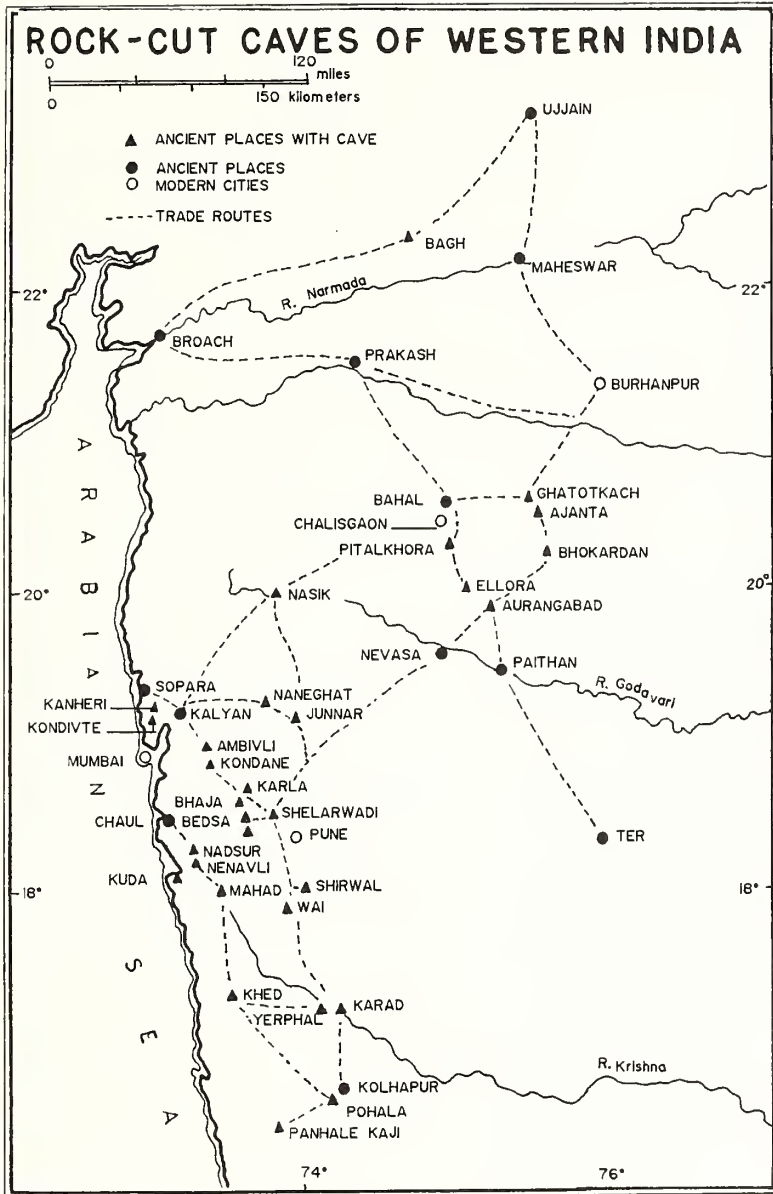 ROCK-CUT CAVES OF WESTERN INDIA
0 120
miles
0 150 kilometers
▲ ANCIENT PLACES WITH CAVE
● ANCIENT PLACES
○ MODERN CITIES
----- TRADE ROUTES
UJJAIN
BAGH
MAHESWAR
22°
R. Narmada
22°
BROACH
PRAKASH
BURHANPUR
ARABIAN SEA
BAHAL
GHATOTKACH
AJANTA
CHALISGAON
PITALKHORA
BHOKARDAN
20°
NASIK
ELLORA
20°
AURANGABAD
NEVASA
PAITHAN
R. Godavari
SOPARA
KANHERI
NANEGHAT
KALYAN
JUNNAR
KONDIVTE
AMBIVLI
MUMBAI
KONDANE
KARLA
BHAJA
SHELARWADI
CHAUL
BEDSA
PUNE
TER
NADSUR
NENAVLI
KUDA
MAHAD
SHIRWAL
18°
18°
WAI
KHED
YERPHAL
KARAD
R. Krishna
KOLHAPUR
POHALA
PANHALE KAJI
74°
76°